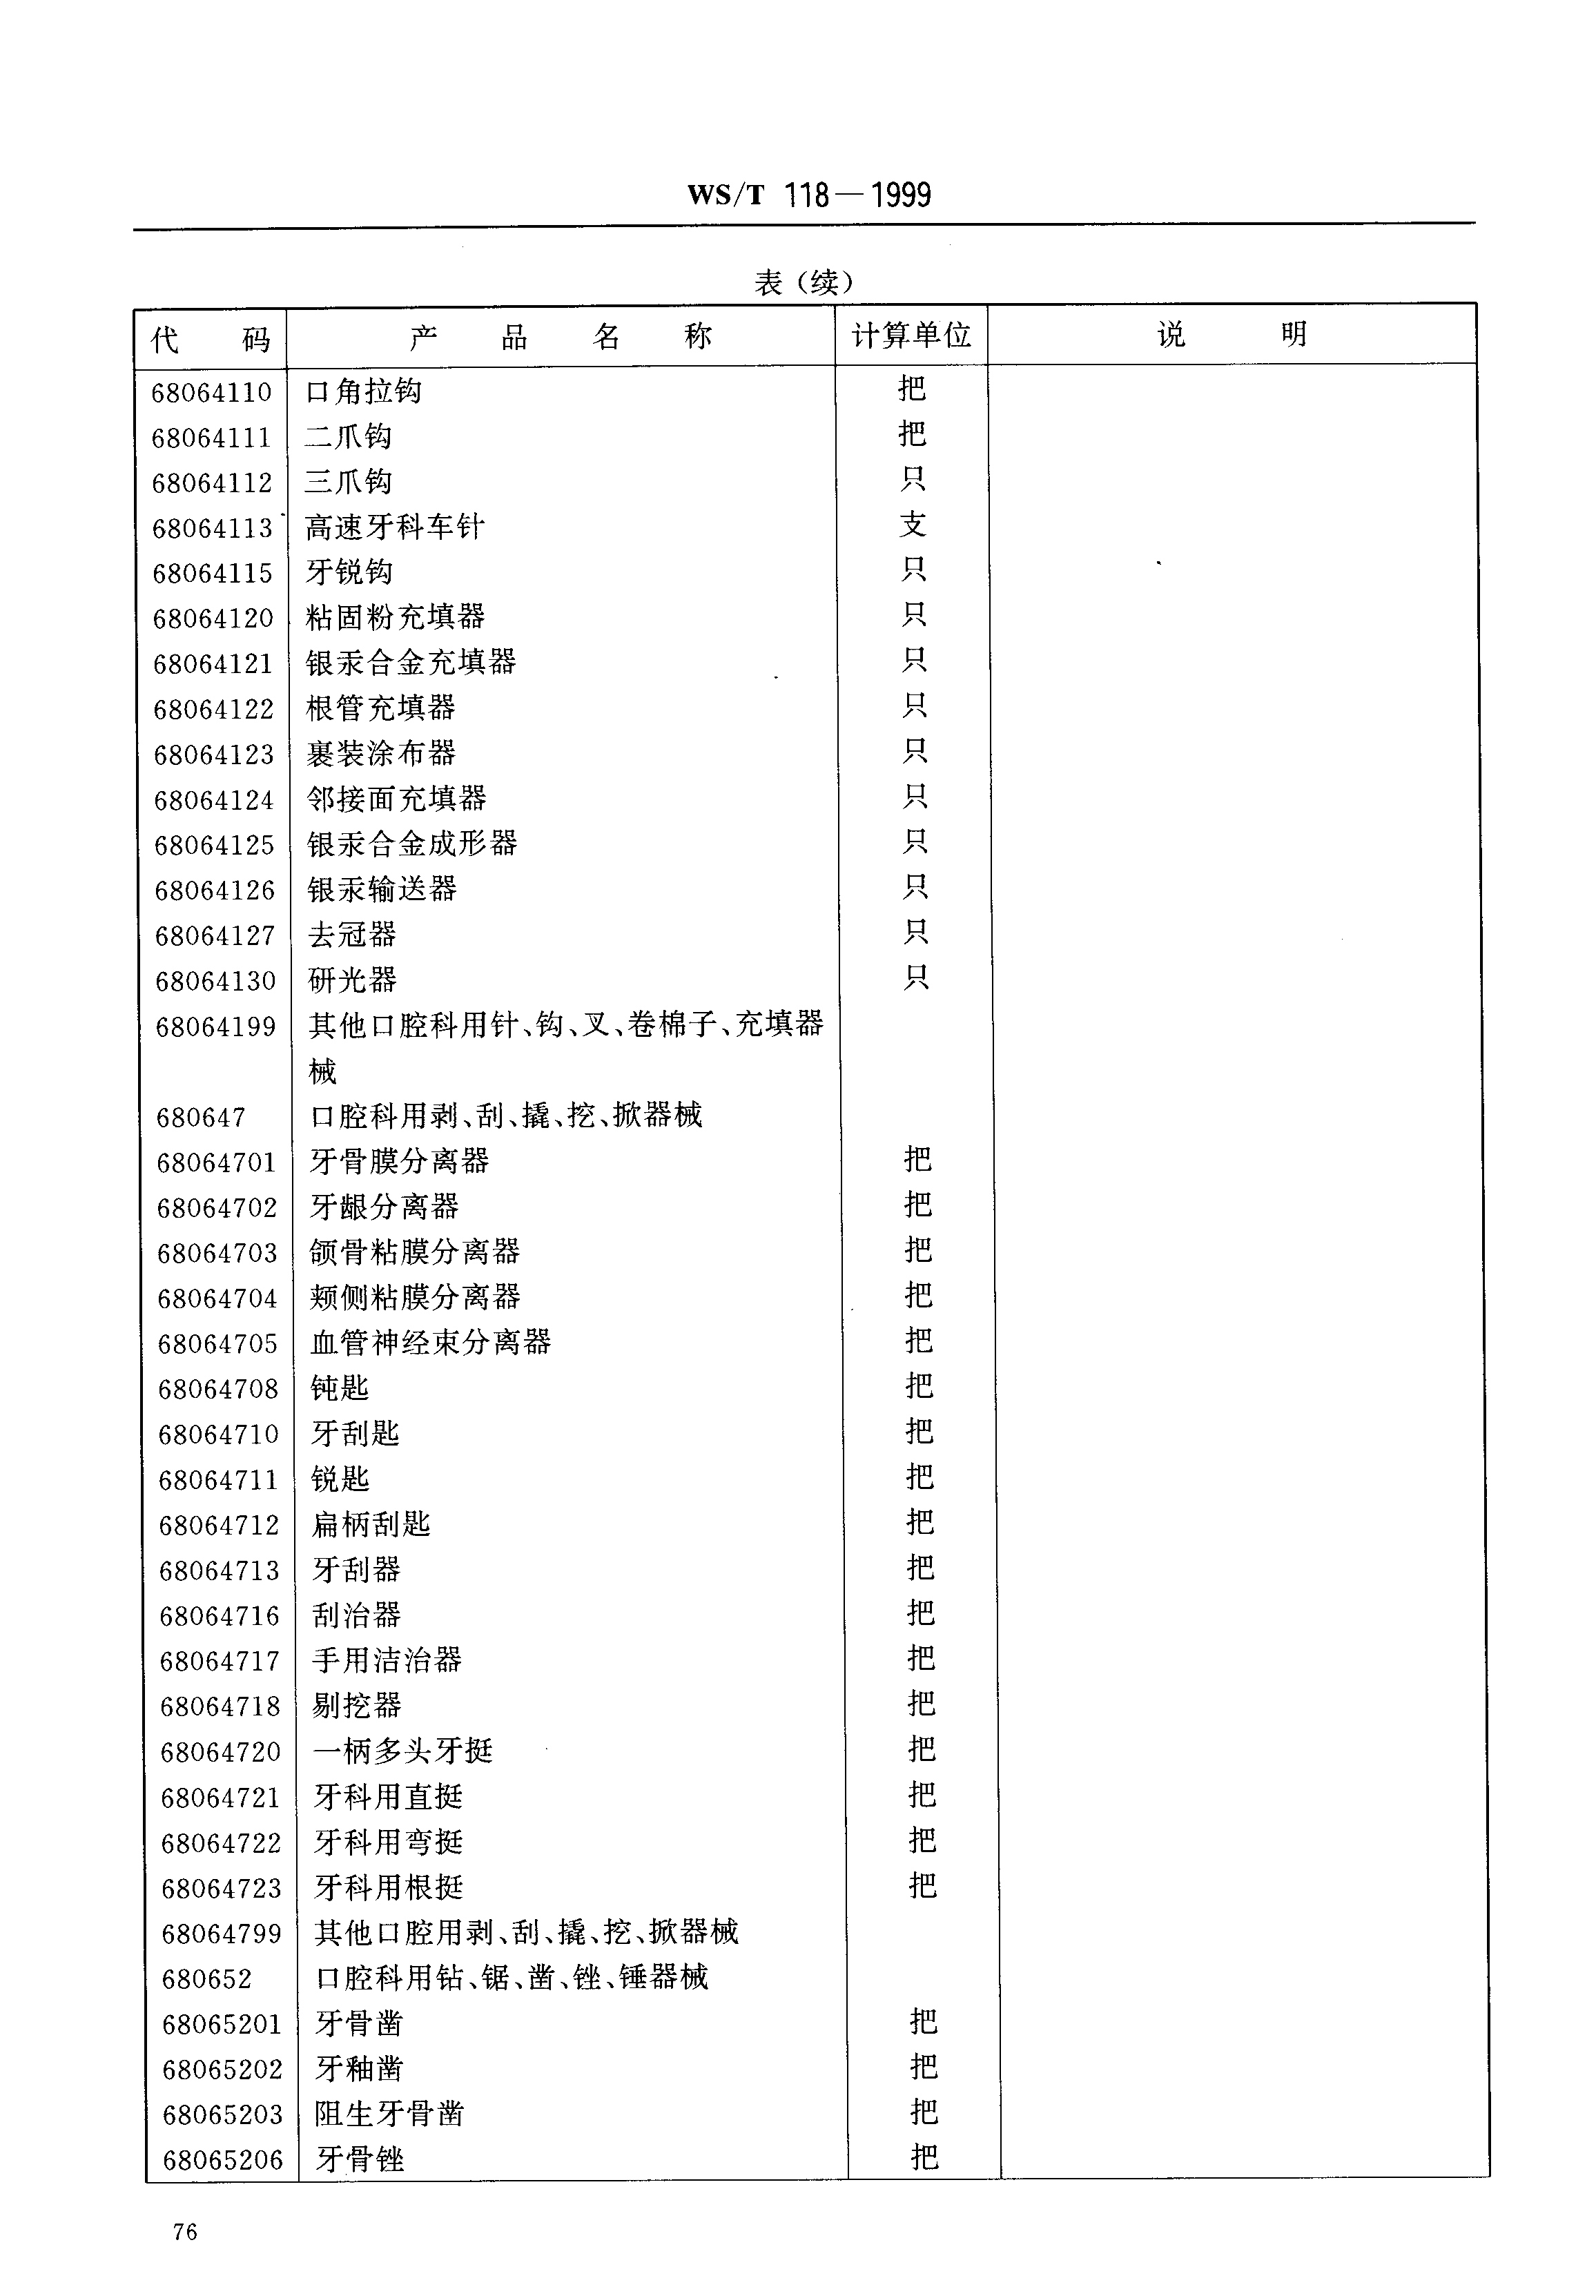 WS/T 118—1999
表（续）
代 码 产 品 名 称 计算单位 说 明
68064110 口角拉钩 把
68064111 二爪钩 把
68064112 三爪钩 只
68064113 高速牙科车针 支
68064115 牙锐钩 只
68064120 粘固粉充填器 只
68064121 银汞合金充填器 只
68064122 根管充填器 只
68064123 裹装涂布器 只
68064124 邻接面充填器 只
68064125 银汞合金成形器 只
68064126 银汞输送器 只
68064127 去冠器 只
68064130 研光器 只
68064199 其他口腔科用针、钩、叉、卷棉子、充填器
械
680647 口腔科用剥、刮、撬、挖、掀器械
68064701 牙骨膜分离器 把
68064702 牙龈分离器 把
68064703 颌骨粘膜分离器 把
68064704 颊侧粘膜分离器 把
68064705 血管神经束分离器 把
68064708 钝匙 把
68064710 牙刮匙 把
68064711 锐匙 把
68064712 扁柄刮匙 把
68064713 牙刮器 把
68064716 刮治器 把
68064717 手用洁治器 把
68064718 剔挖器 把
68064720 一柄多头牙挺 把
68064721 牙科用直挺 把
68064722 牙科用弯挺 把
68064723 牙科用根挺 把
68064799 其他口腔用剥、刮、撬、挖、掀器械
680652 口腔科用钻、锯、凿、锉、锤器械
68065201 牙骨凿 把
68065202 牙釉凿 把
68065203 阻生牙骨凿 把
68065206 牙骨锉 把
76